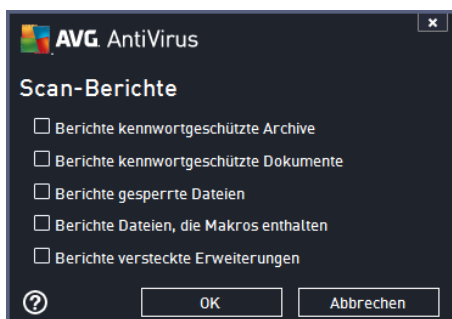 AVG. AntiVirus
Scan-Berichte
Berichte kennwortgeschützte Archive
Berichte kennwortgeschützte Dokumente
Berichte gesperrte Dateien
Berichte Dateien, die Makros enthalten
Berichte versteckte Erweiterungen
? OK Abbrechen